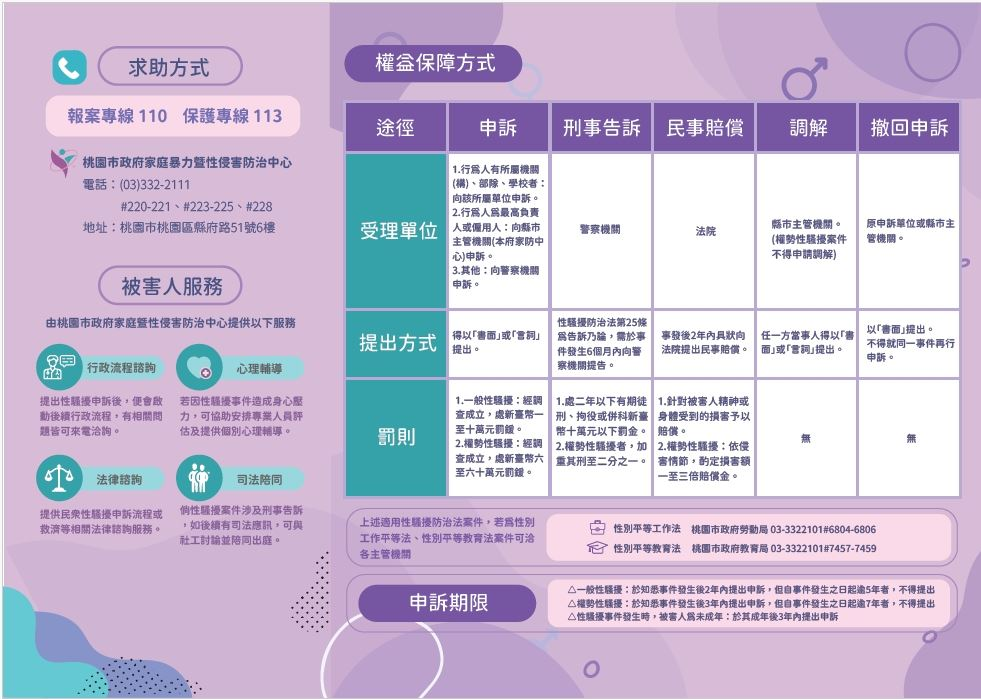 求助方式
報案專線 110 保護專線 113
桃園市政府家庭暴力暨性侵害防治中心
電話：(03)332-2111
#220-221、#223-225、#228
地址：桃園市桃園區縣府路51號6樓
被害人服務
由桃園市政府家庭暨性侵害防治中心提供以下服務
行政流程諮詢
提出性騷擾申訴後，便會啟
動後續行政流程，有相關問
題皆可來電洽詢。
心理輔導
若因性騷擾事件造成身心壓
力，可協助安排專業人員評
估及提供個別心理輔導。
法律諮詢
提供民眾性騷擾申訴流程或
救濟等相關法律諮詢服務。
司法陪同
倘性騷擾案件涉及刑事告訴
，如後續有司法應訊，可與
社工討論並陪同出庭。
權益保障方式
途徑 申訴 刑事告訴 民事賠償 調解 撤回申訴
受理單位
1.行為人有所屬機關
(構)、部隊、學校者：
向該所屬單位申訴。
2.行為人為最高負責
人或僱用人：向縣市
主管機關(本府家防中
心)申訴。
3.其他：向警察機關
申訴。
警察機關
法院
縣市主管機關。
(權勢性騷擾案件
不得申請調解)
原申訴單位或縣市主
管機關。
提出方式
得以「書面」或「言詞」
提出。
性騷擾防治法第25條
為告訴乃論，需於事
件發生6個月內向警
察機關提告。
事發後2年內具狀向
法院提出民事賠償。
任一方當事人得以「書
面」或「言詞」提出。
以「書面」提出。
不得就同一事件再行
申訴。
罰則
1.一般性騷擾：經調
查成立，處新臺幣一
至十萬元罰鍰。
2.權勢性騷擾：經調
查成立，處新臺幣六
至六十萬元罰鍰。
1.處二年以下有期徒
刑、拘役或併科新臺
幣十萬元以下罰金。
2.權勢性騷擾者，加
重其刑至二分之一。
1.針對被害人精神或
身體受到的損害予以
賠償。
2.權勢性騷擾：依侵
害情節，酌定損害額
一至三倍賠償金。
無
無
上述適用性騷擾防治法案件，若為性別
工作平等法、性別平等教育法案件可洽
各主管機關
性別平等工作法 桃園市政府勞動局 03-3322101#6804-6806
性別平等教育法 桃園市政府教育局 03-3322101#7457-7459
申訴期限
△一般性騷擾：於知悉事件發生後2年內提出申訴，但自事件發生之日起逾5年者，不得提出
△權勢性騷擾：於知悉事件發生後3年內提出申訴，但自事件發生之日起逾7年者，不得提出
△性騷擾事件發生時，被害人為未成年：於其成年後3年內提出申訴